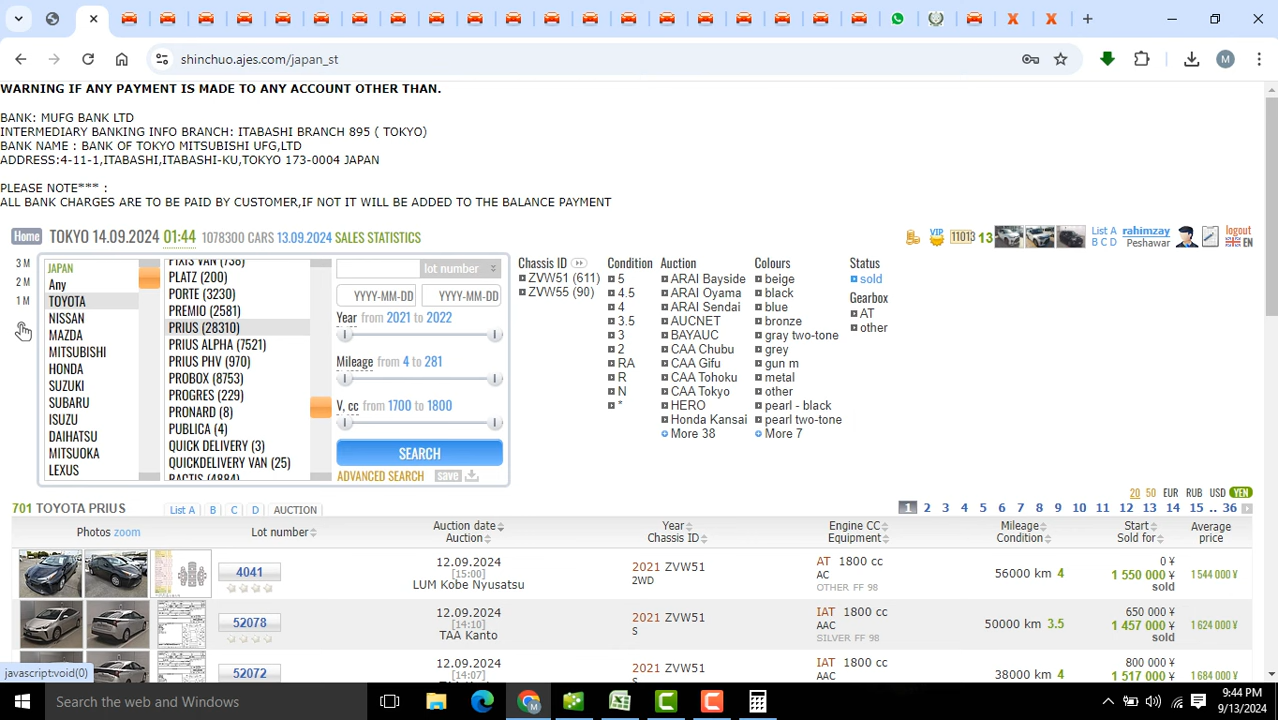 shinchuo.ajes.com/japan_st
M
WARNING IF ANY PAYMENT IS MADE TO ANY ACCOUNT OTHER THAN.
BANK: MUFG BANK LTD
INTERMEDIARY BANKING INFO BRANCH: ITABASHI BRANCH 895 ( TOKYO)
BANK NAME : BANK OF TOKYO MITSUBISHI UFG,LTD
ADDRESS:4-11-1,ITABASHI,ITABASHI-KU,TOKYO 173-0004 JAPAN
PLEASE NOTE*** :
ALL BANK CHARGES ARE TO BE PAID BY CUSTOMER,IF NOT IT WILL BE ADDED TO THE BALANCE PAYMENT
Home TOKYO 14.09.2024 01:44 1078300 CARS 13.09.2024 SALES STATISTICS
VIP 11013 13 List A B C D rahimzay Peshawar logout EN
3 M
2 M
1 M
JAPAN
Any
TOYOTA
NISSAN
MAZDA
MITSUBISHI
HONDA
SUZUKI
SUBARU
ISUZU
DAIHATSU
MITSUOKA
LEXUS
PIXIS VAN (738)
PLATZ (200)
PORTE (3230)
PREMIO (2581)
PRIUS (28310)
PRIUS ALPHA (7521)
PRIUS PHV (970)
PROBOX (8753)
PROGRES (229)
PRONARD (8)
PUBLICA (4)
QUICK DELIVERY (3)
QUICKDELIVERY VAN (25)
RACTIS (4884)
lot number
YYYY-MM-DD YYYY-MM-DD
Year from 2021 to 2022
Mileage from 4 to 281
V, cc from 1700 to 1800
SEARCH
ADVANCED SEARCH save
Chassis ID
ZVW51 (611)
ZVW55 (90)
Condition
5
4.5
4
3.5
3
2
RA
R
N
*
Auction
ARAI Bayside
ARAI Oyama
ARAI Sendai
AUCNET
BAYAUC
CAA Chubu
CAA Gifu
CAA Tohoku
CAA Tokyo
HERO
Honda Kansai
More 38
Colours
beige
black
blue
bronze
gray two-tone
grey
gun m
metal
other
pearl - black
pearl two-tone
More 7
Status
sold
Gearbox
AT
other
20 50 EUR RUB USD YEN
701 TOYOTA PRIUS List A B C D AUCTION 1 2 3 4 5 6 7 8 9 10 11 12 13 14 15 .. 36
Photos zoom
Lot number
Auction date
Auction
Year
Chassis ID
Engine CC
Equipment
Mileage
Condition
Start
Sold for
Average
price
4041
12.09.2024
[15:00]
LUM Kobe Nyusatsu
2021 ZVW51
2WD
AT 1800 cc
AC
OTHER FF 98
56000 km 4
0 ¥
1 550 000 ¥
sold
1 544 000 ¥
52078
12.09.2024
[14:10]
TAA Kanto
2021 ZVW51
S
IAT 1800 cc
AAC
SILVER FF 98
50000 km 3.5
650 000 ¥
1 457 000 ¥
sold
1 624 000 ¥
52072
12.09.2024
[14:07]
2021 ZVW51
S
IAT 1800 cc
AAC
38000 km 4
800 000 ¥
1 517 000 ¥
1 684 000 ¥
javascript:void(0)
Search the web and Windows
9:44 PM
9/13/2024